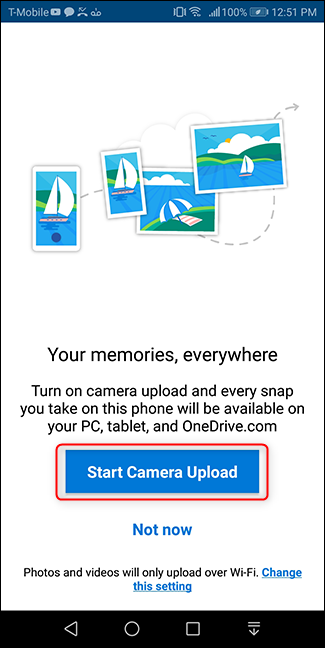 T-Mobile 100% 12:51 PM
Your memories, everywhere
Turn on camera upload and every snap
you take on this phone will be available on
your PC, tablet, and OneDrive.com
Start Camera Upload
Not now
Photos and videos will only upload over Wi-Fi. Change
this setting